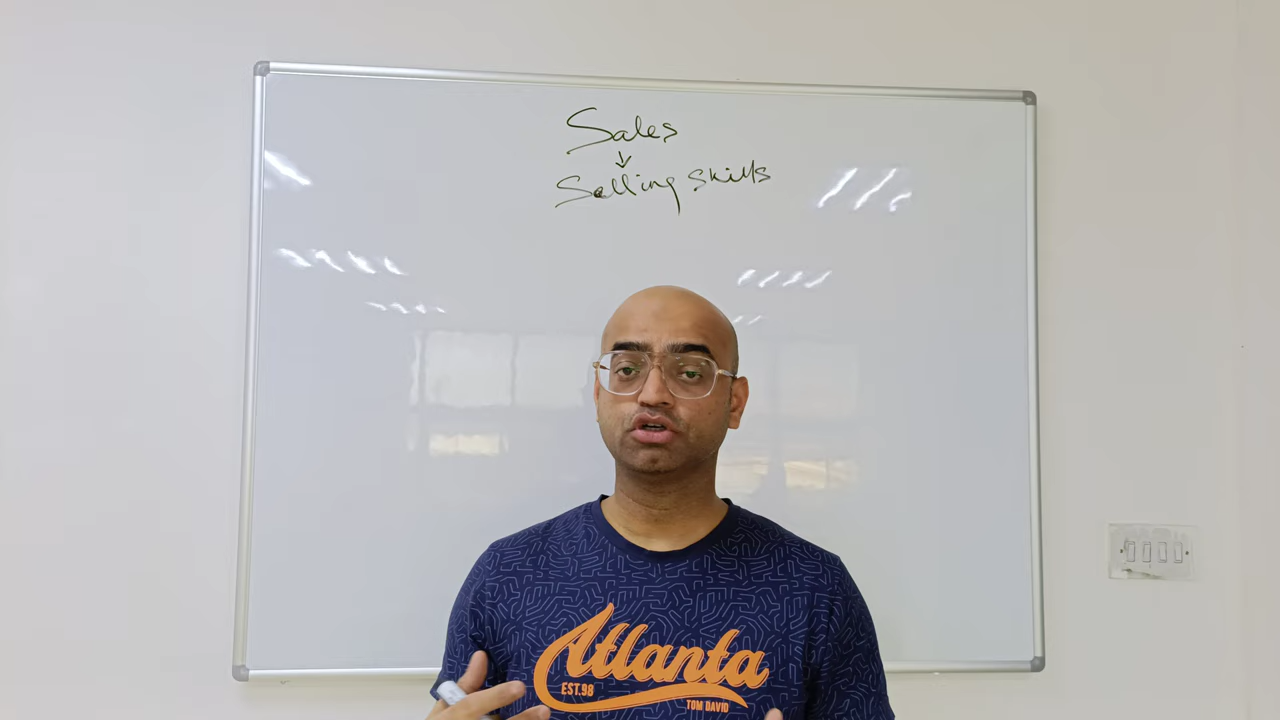 Sales
↓
Selling skills
Atlanta
EST.98
TOM DAVID